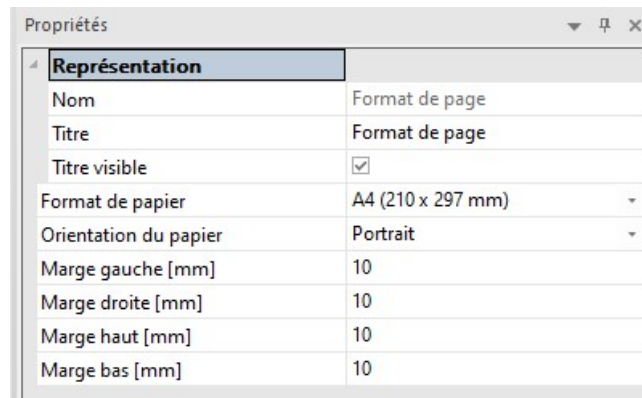 Propriétés
Représentation
Nom Format de page
Titre Format de page
Titre visible
Format de papier A4 (210 x 297 mm)
Orientation du papier Portrait
Marge gauche [mm] 10
Marge droite [mm] 10
Marge haut [mm] 10
Marge bas [mm] 10